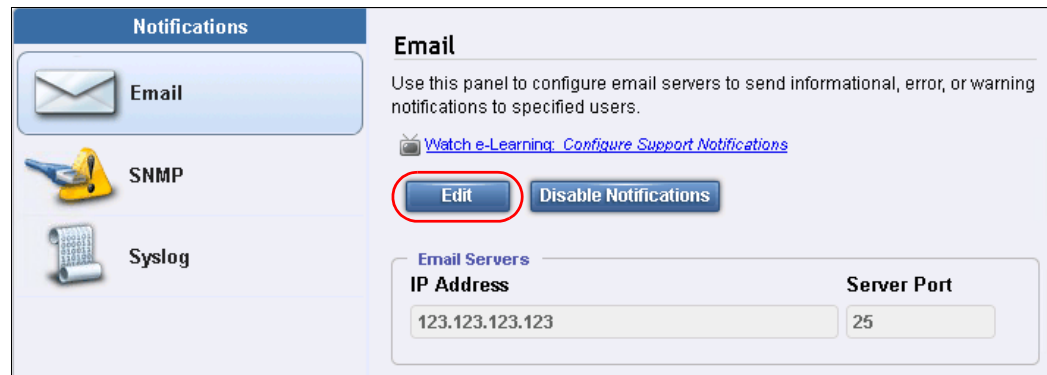 Notifications
Email
SNMP
Syslog
Email
Use this panel to configure email servers to send informational, error, or warning
notifications to specified users.
Watch e-Learning: Configure Support Notifications
Edit
Disable Notifications
Email Servers
IP Address
Server Port
123.123.123.123
25